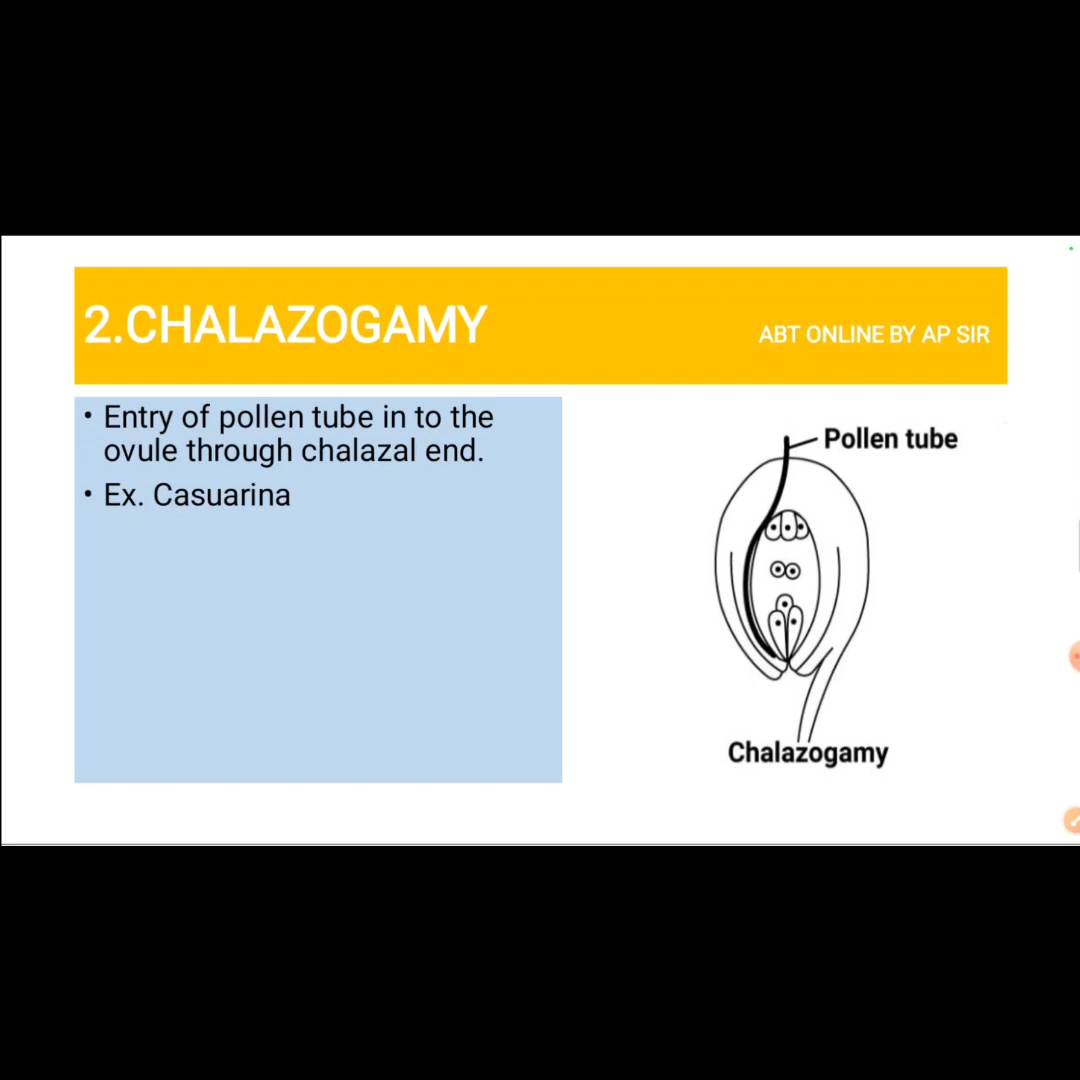 2.CHALAZOGAMY
ABT ONLINE BY AP SIR
• Entry of pollen tube in to the
ovule through chalazal end.
• Ex. Casuarina
Pollen tube
Chalazogamy